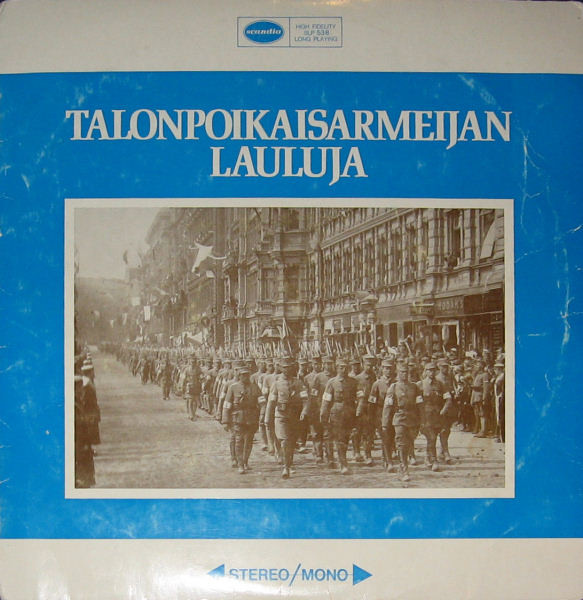 scandia
HIGH FIDELITY
SLP 538
LONG PLAYING
TALONPOIKAISARMEIJAN
LAULUJA
STEREO/MONO